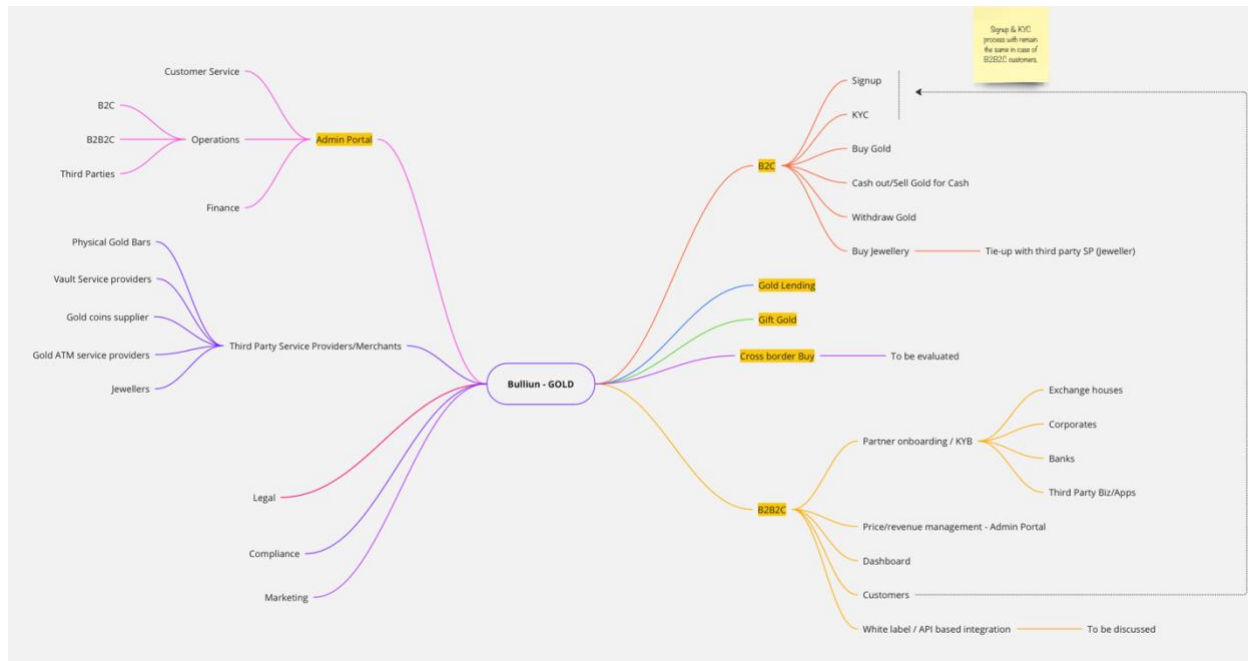 Signup & KYC
process with remain
the same in case of
B2B2C customers.
Customer Service
B2C
B2B2C
Third Parties
Operations
Finance
Admin Portal
Physical Gold Bars
Vault Service providers
Gold coins supplier
Gold ATM service providers
Jewellers
Third Party Service Providers/Merchants
Legal
Compliance
Marketing
Bulliun - GOLD
B2C
Signup
KYC
Buy Gold
Cash out/Sell Gold for Cash
Withdraw Gold
Buy Jewellery
Tie-up with third party SP (Jeweller)
Gold Lending
Gift Gold
Cross border Buy
To be evaluated
B2B2C
Partner onboarding / KYB
Exchange houses
Corporates
Banks
Third Party Biz/Apps
Price/revenue management - Admin Portal
Dashboard
Customers
White label / API based integration
To be discussed